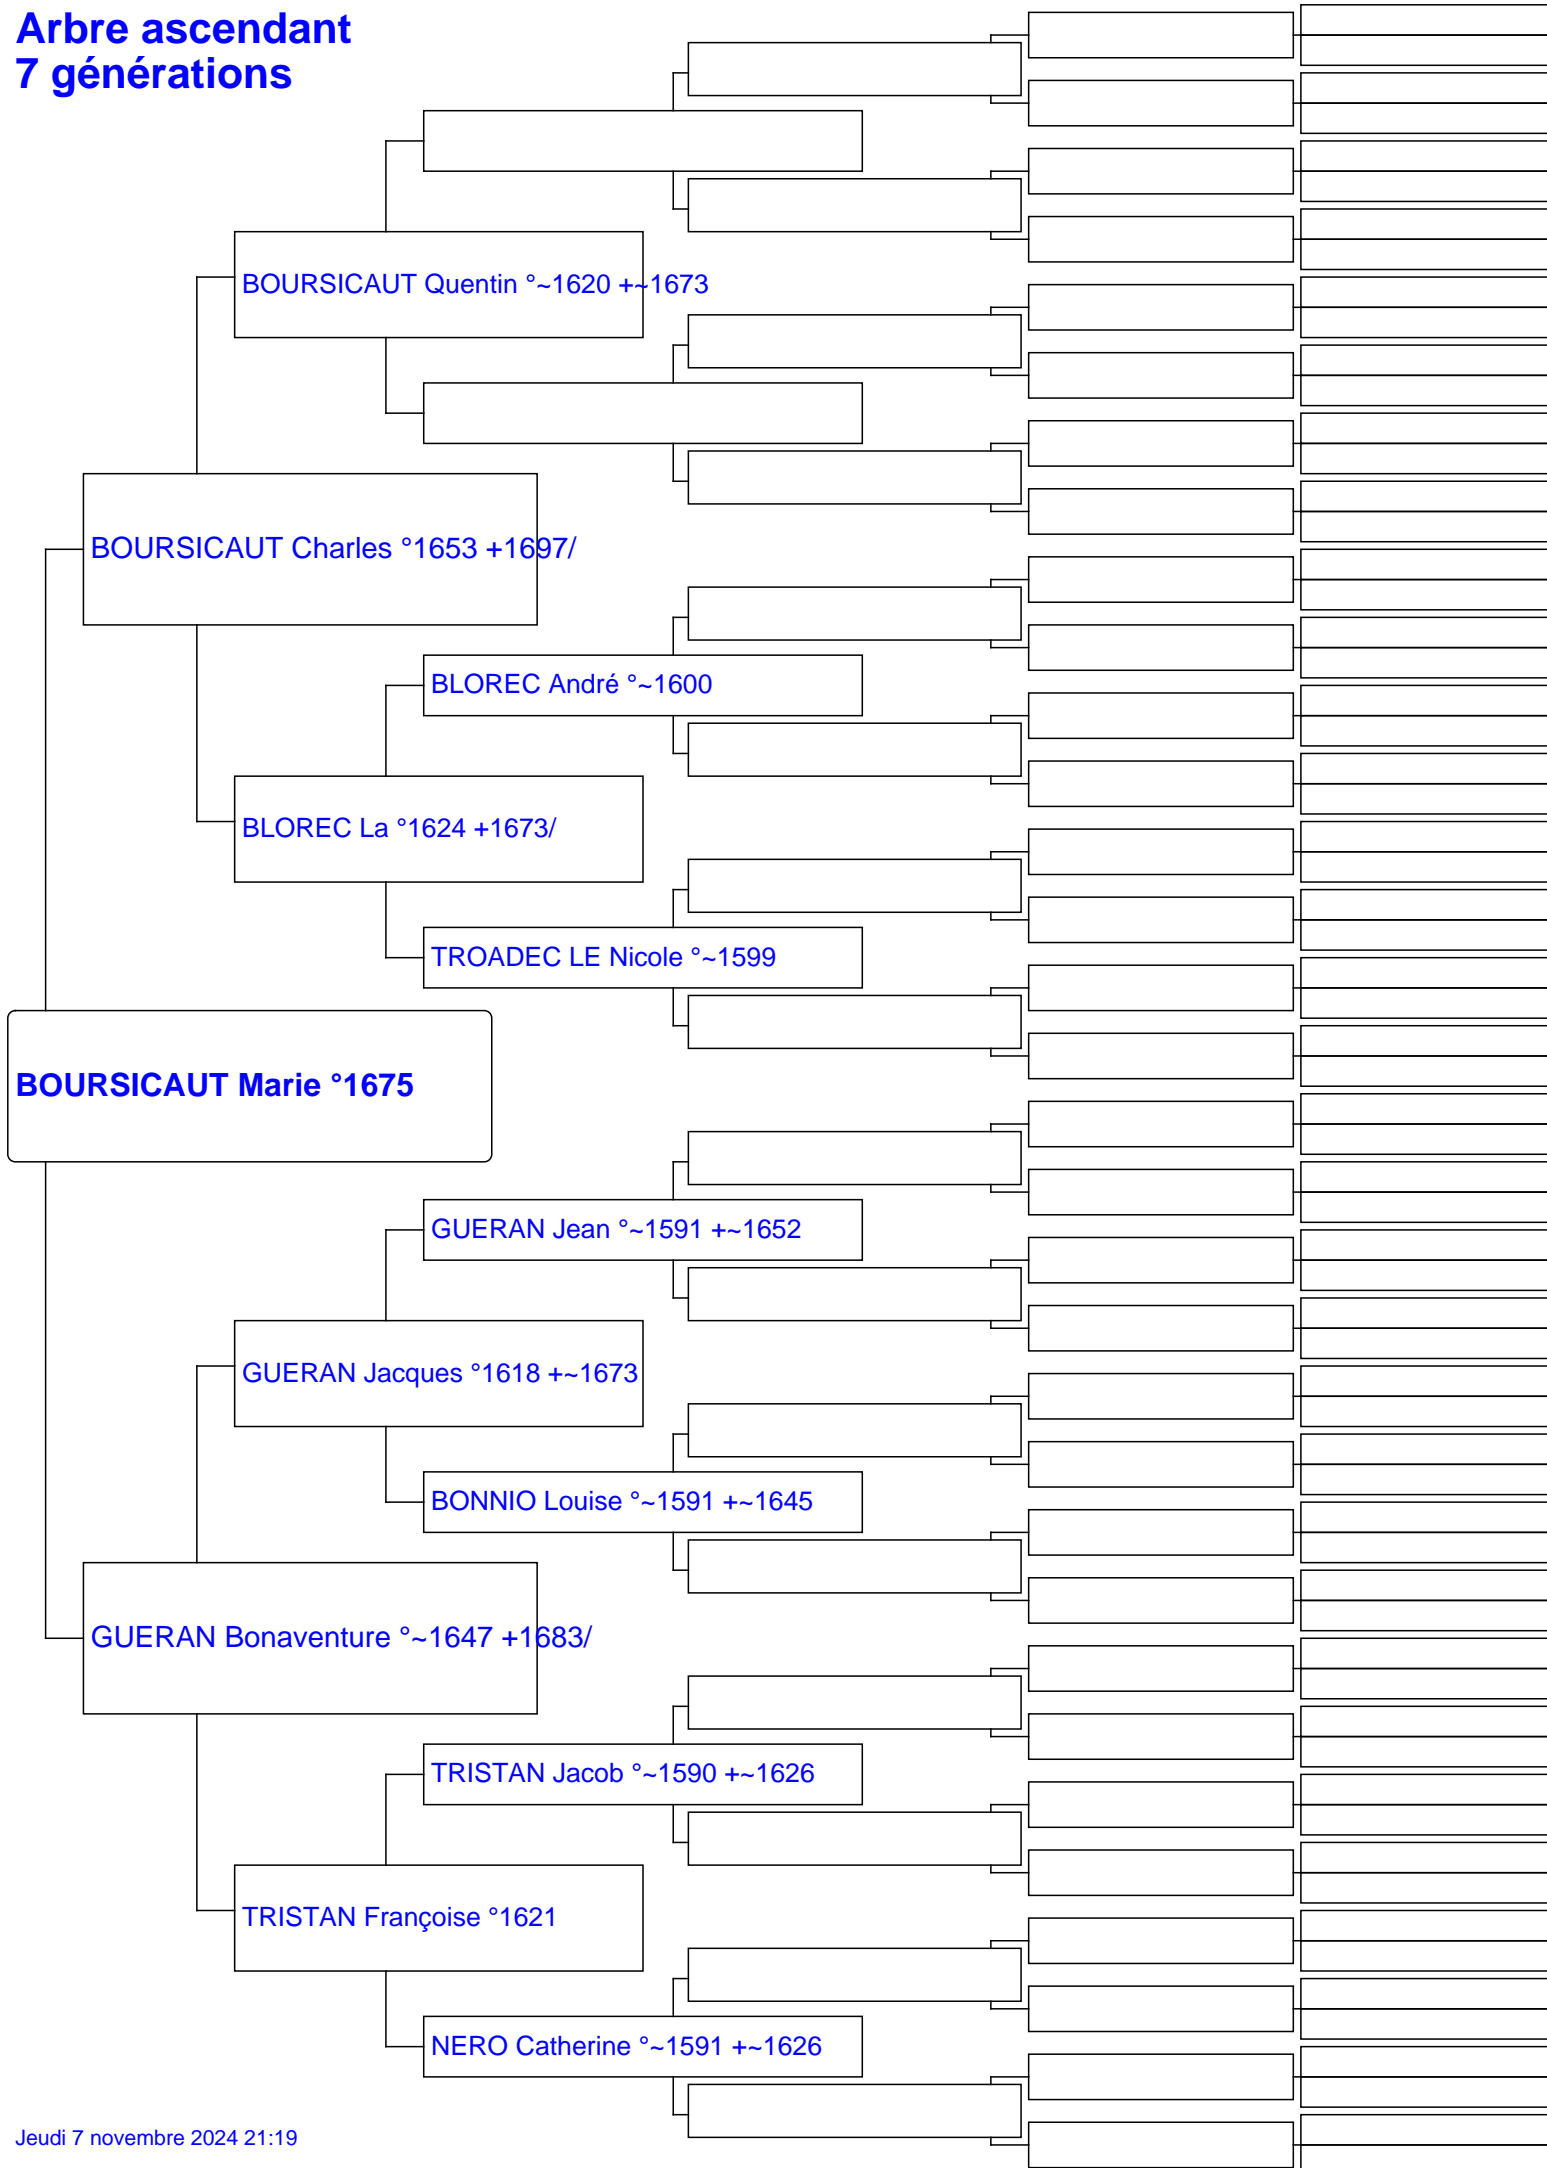 Arbre ascendant
7 générations
BOURSICAUT Quentin °~1620 +~1673
BOURSICAUT Charles °1653 +1697/
BLOREC André °~1600
BLOREC La °1624 +1673/
TROADEC LE Nicole °~1599
BOURSICAUT Marie °1675
GUERAN Jean °~1591 +~1652
GUERAN Jacques °1618 +~1673
BONNIO Louise °~1591 +~1645
GUERAN Bonaventure °~1647 +1683/
TRISTAN Jacob °~1590 +~1626
TRISTAN Françoise °1621
NERO Catherine °~1591 +~1626
Jeudi 7 novembre 2024 21:19